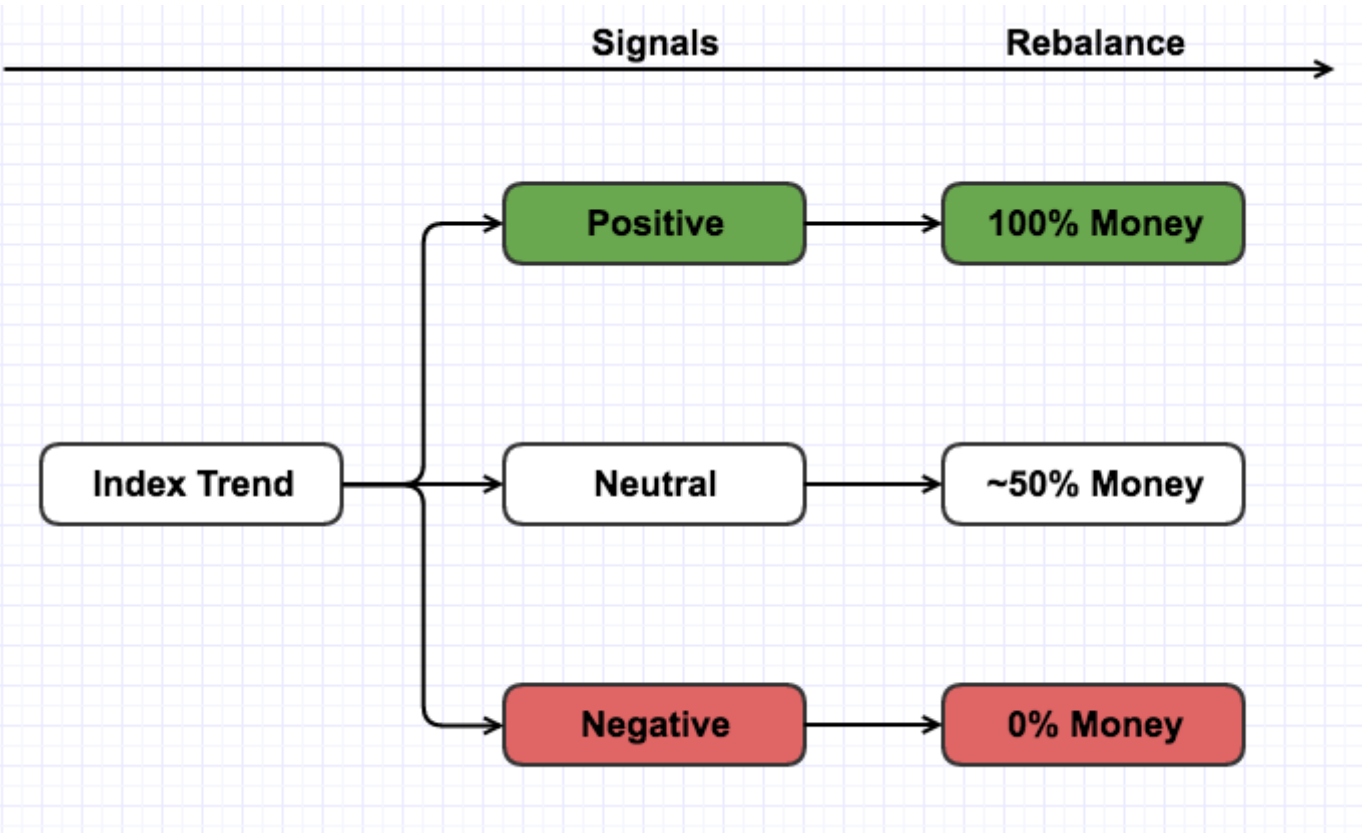 Signals
Rebalance
Positive
100% Money
Index Trend
Neutral
~50% Money
Negative
0% Money